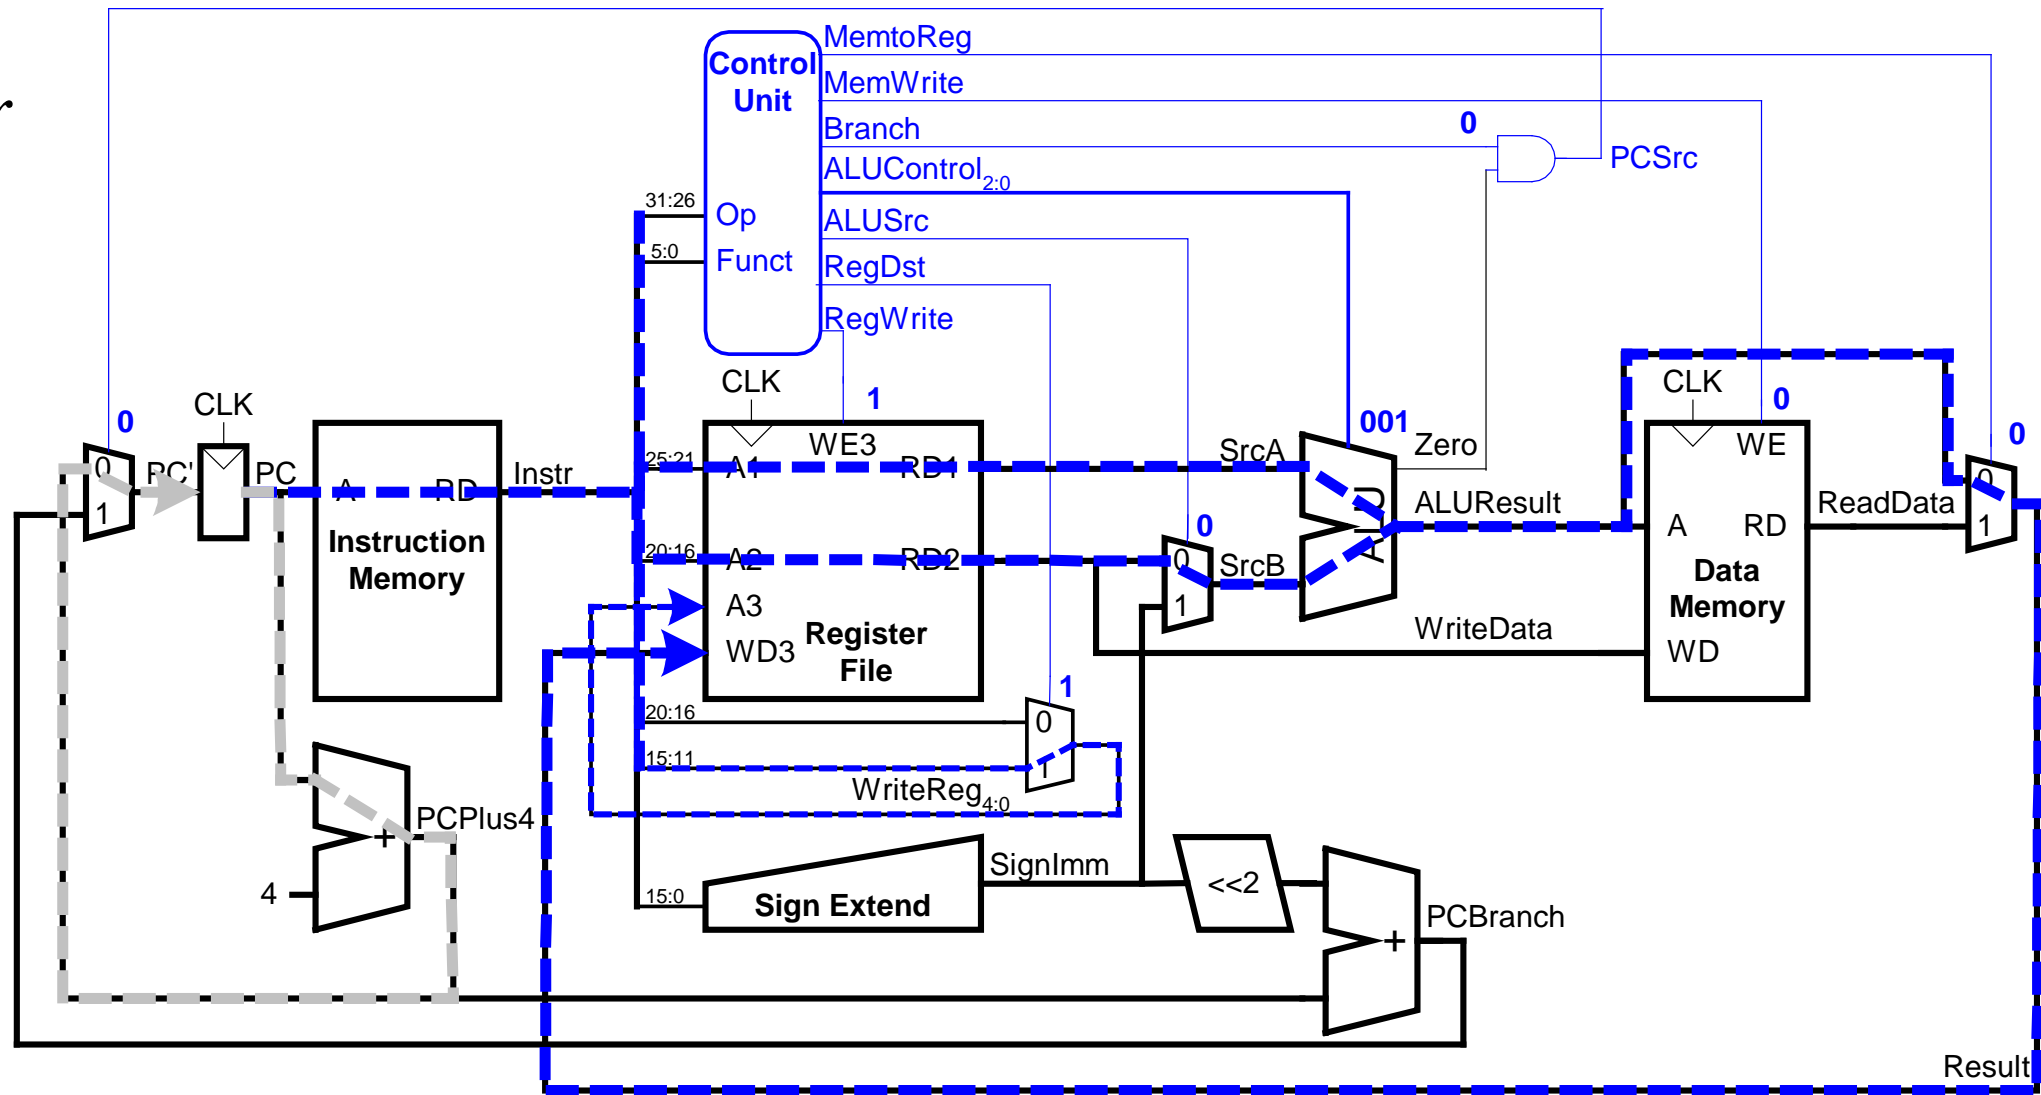 r
MemtoReg
Control
Unit
MemWrite
Branch
0
PCSrc
ALUControl2:0
31:26
Op
ALUSrc
5:0
Funct
RegDst
RegWrite
CLK
CLK
CLK
0
1
001
0
0
WE3
Zero
WE
0
PC'
PC
A
RD
Instr
25:21
A1
RD1
SrcA
ALU
ALUResult
ReadData
0
1
1
Instruction
Memory
0
A
RD
20:16
A2
RD2
0
SrcB
Data
Memory
A3
1
Register
File
WD3
WriteData
WD
1
20:16
0
15:11
1
WriteReg4:0
PCPlus4
+
4
SignImm
<<2
15:0
Sign Extend
PCBranch
+
Result